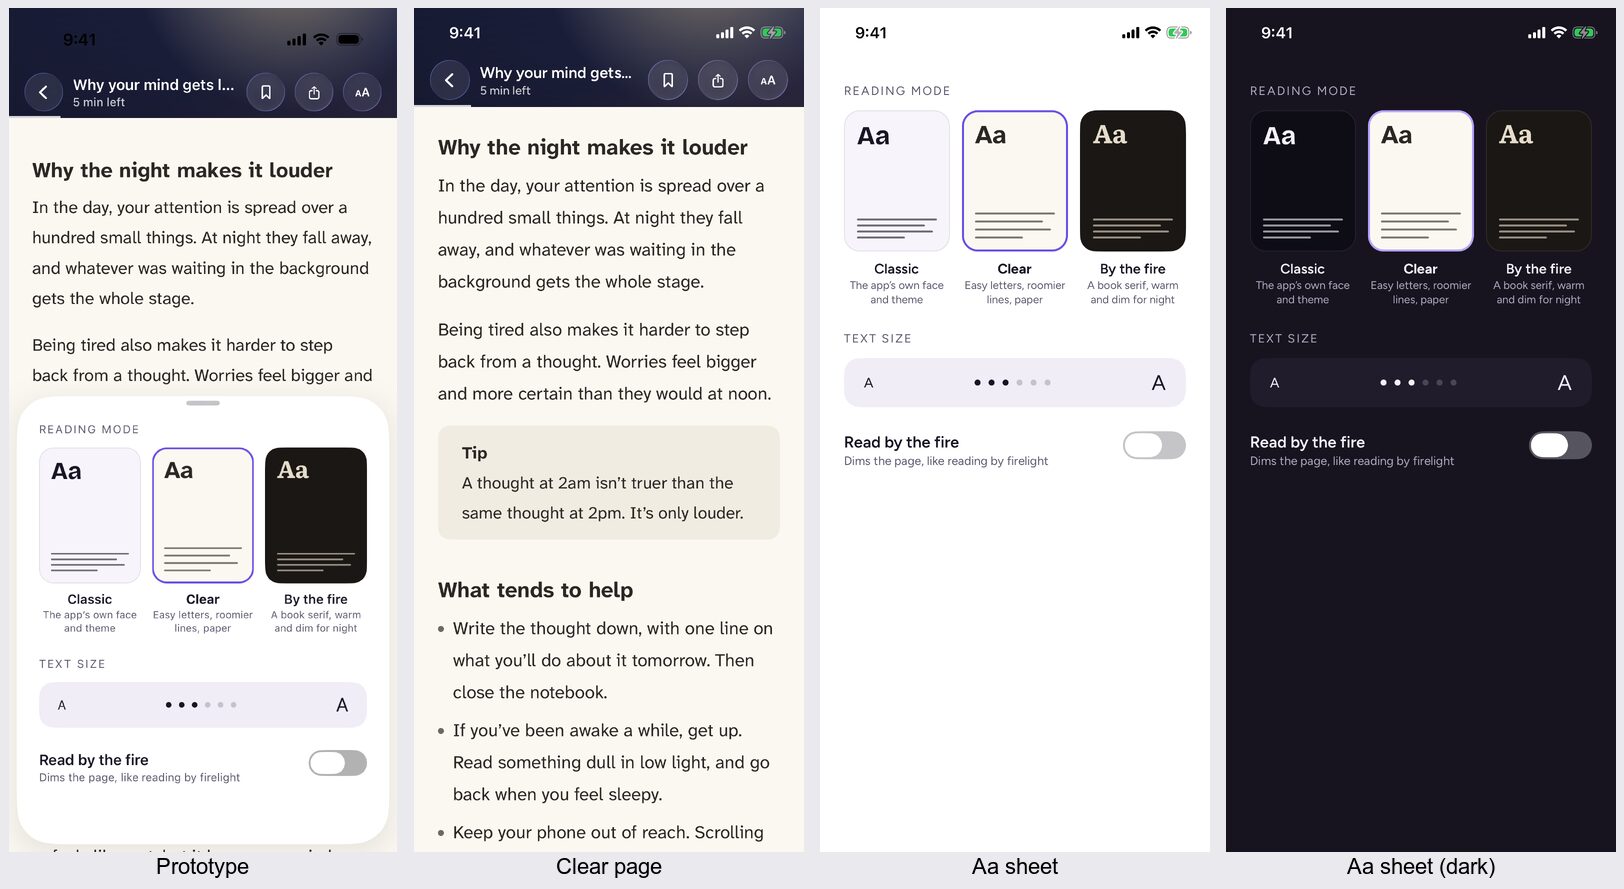 9:41
Why your mind gets l...
5 min left
AA
Why the night makes it louder
In the day, your attention is spread over a
hundred small things. At night they fall away,
and whatever was waiting in the background
gets the whole stage.
Being tired also makes it harder to step
back from a thought. Worries feel bigger and
READING MODE
Aa
Aa
Aa
Classic
The app's own face
and theme
Clear
Easy letters, roomier
lines, paper
By the fire
A book serif, warm
and dim for night
TEXT SIZE
A
A
Read by the fire
Dims the page, like reading by firelight
Prototype
9:41
Why your mind gets...
5 min left
AA
Why the night makes it louder
In the day, your attention is spread over a
hundred small things. At night they fall
away, and whatever was waiting in the
background gets the whole stage.
Being tired also makes it harder to step
back from a thought. Worries feel bigger
and more certain than they would at noon.
Tip
A thought at 2am isn't truer than the
same thought at 2pm. It's only louder.
What tends to help
• Write the thought down, with one line on
what you'll do about it tomorrow. Then
close the notebook.
• If you've been awake a while, get up.
Read something dull in low light, and go
back when you feel sleepy.
• Keep your phone out of reach. Scrolling
Clear page
9:41
READING MODE
Aa
Aa
Aa
Classic
The app's own face
and theme
Clear
Easy letters, roomier
lines, paper
By the fire
A book serif, warm
and dim for night
TEXT SIZE
A
A
Read by the fire
Dims the page, like reading by firelight
Aa sheet
9:41
READING MODE
Aa
Aa
Aa
Classic
The app's own face
and theme
Clear
Easy letters, roomier
lines, paper
By the fire
A book serif, warm
and dim for night
TEXT SIZE
A
A
Read by the fire
Dims the page, like reading by firelight
Aa sheet (dark)